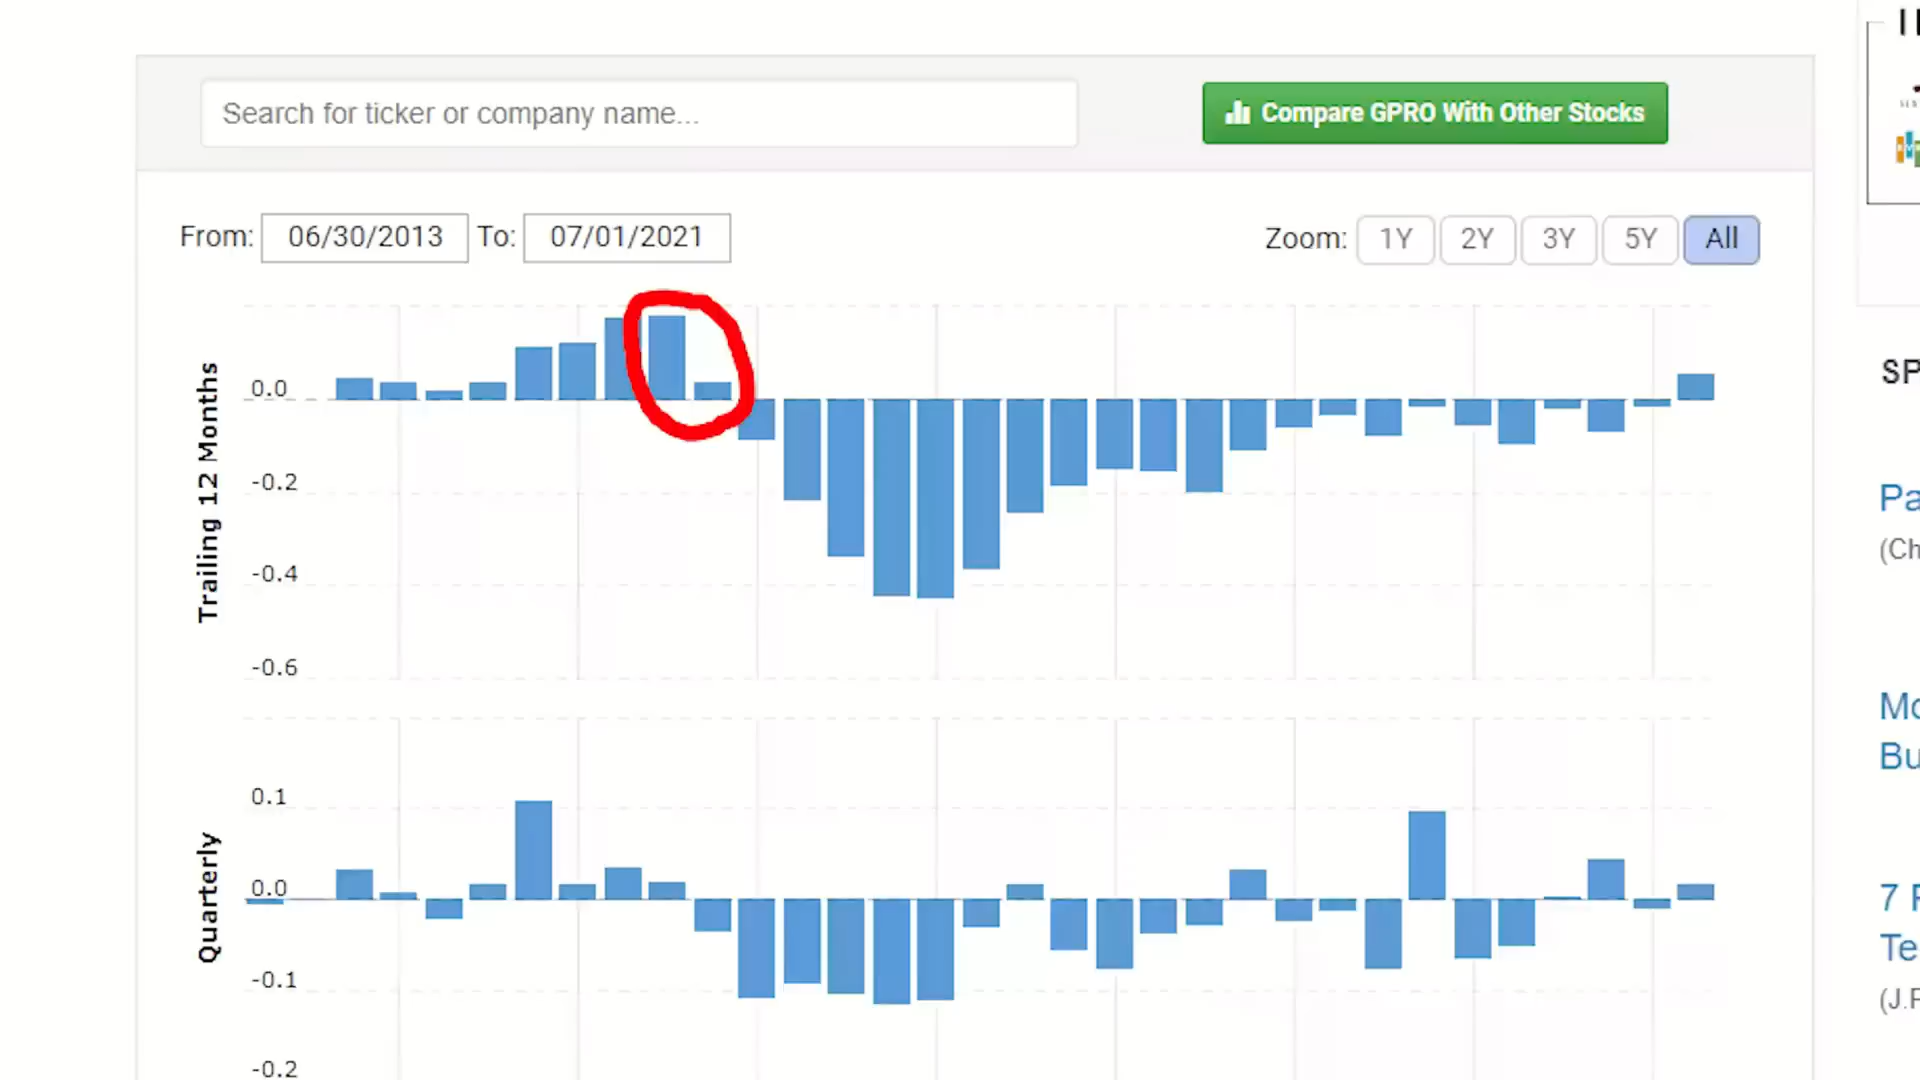 Search for ticker or company name...
Compare GPRO With Other Stocks
From: 06/30/2013 To: 07/01/2021
Zoom: 1Y 2Y 3Y 5Y All
Trailing 12 Months
0.0
-0.2
-0.4
-0.6
Quarterly
0.1
0.0
-0.1
-0.2
SP
Pa
(Ch
Mo
Bu
7
Te
(J.P